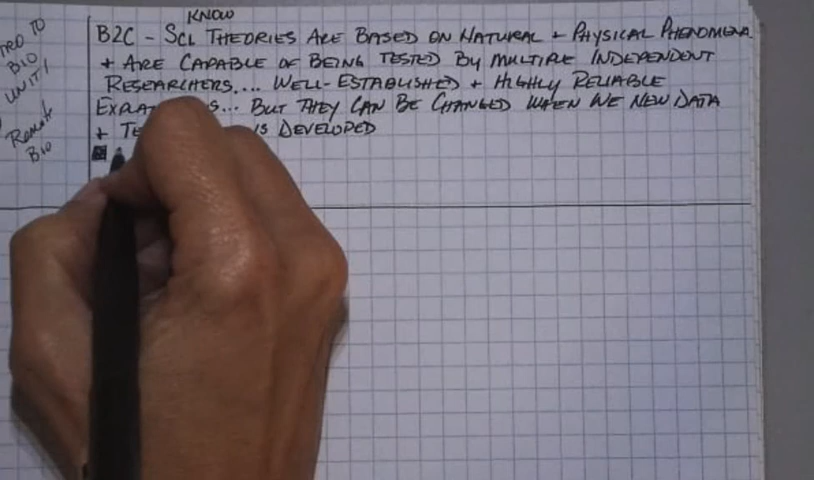 KNOW
B2C - SCI THEORIES ARE BASED ON NATURAL + PHYSICAL PHENOMENA
+ ARE CAPABLE OF BEING TESTED BY MULTIPLE INDEPENDENT
RESEARCHERS... WELL-ESTABLISHED + HIGHLY RELIABLE
BUT THEY CAN BE CHANGED WHEN WE NEW DATA
+ IS DEVELOPED
TO
BIO
UNIT 1
BIO